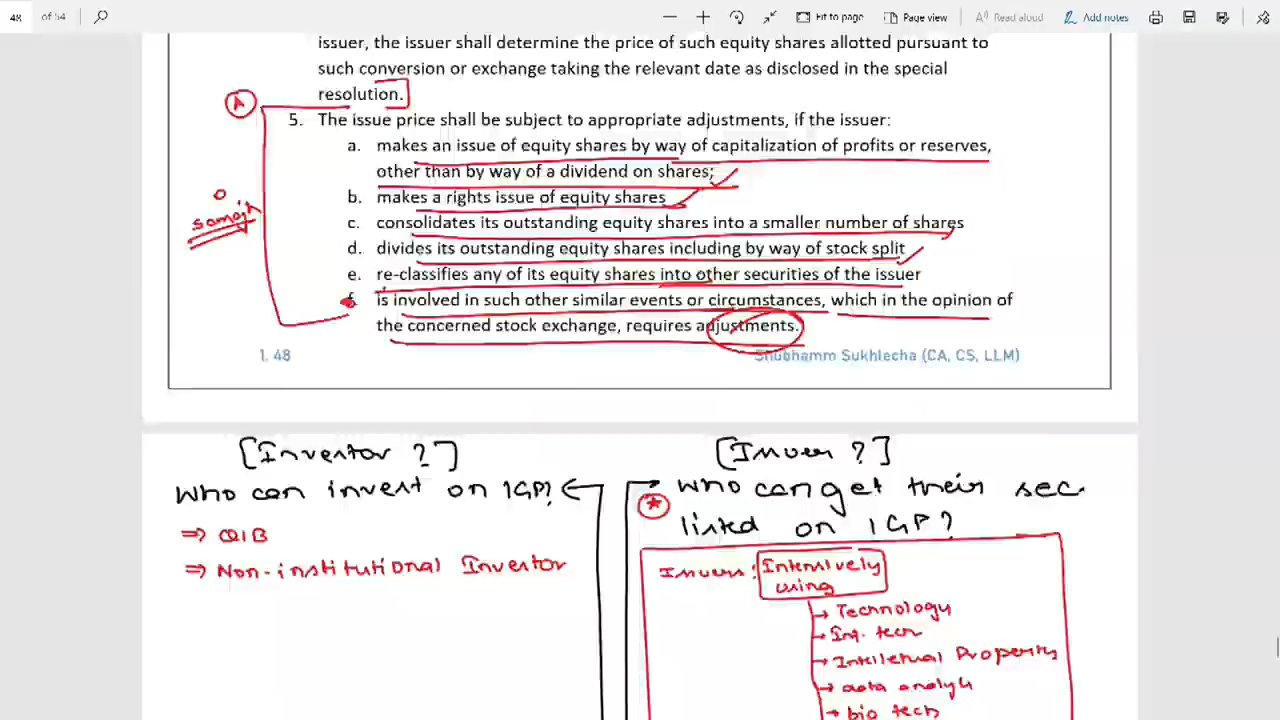 48 of 54 Fit to page Page view Read aloud Add notes
issuer, the issuer shall determine the price of such equity shares allotted pursuant to
such conversion or exchange taking the relevant date as disclosed in the special
resolution.
A
5. The issue price shall be subject to appropriate adjustments, if the issuer:
a. makes an issue of equity shares by way of capitalization of profits or reserves,
other than by way of a dividend on shares;
b. makes a rights issue of equity shares
c. consolidates its outstanding equity shares into a smaller number of shares
d. divides its outstanding equity shares including by way of stock split
e. re-classifies any of its equity shares into other securities of the issuer
f. is involved in such other similar events or circumstances, which in the opinion of
the concerned stock exchange, requires adjustments.
1. 48 Shubhamm Sukhlecha (CA, CS, LLM)
[Investor ?]
Who can invest on IGP?
⇒ QIB
⇒ Non-institutional Investor
[Issuer ?]
* Who can get their sec
listed on IGP?
Issuers: Intensively
using
→ Technology
→ Inf. tech
→ Intelletual Property
→ data analys
→ bio tech